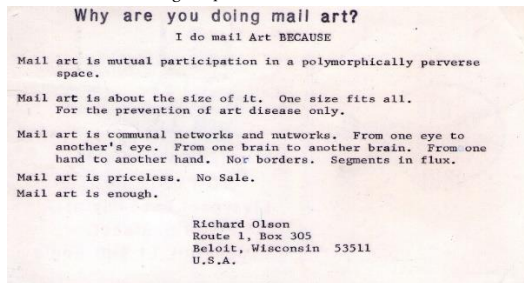 Why are you doing mail art?
I do mail Art BECAUSE
Mail art is mutual participation in a polymorphically perverse
space.
Mail art is about the size of it. One size fits all.
For the prevention of art disease only.
Mail art is communal networks and nutworks. From one eye to
another's eye. From one brain to another brain. From one
hand to another hand. Nor borders. Segments in flux.
Mail art is priceless. No Sale.
Mail art is enough.
Richard Olson
Route 1, Box 305
Beloit, Wisconsin 53511
U.S.A.